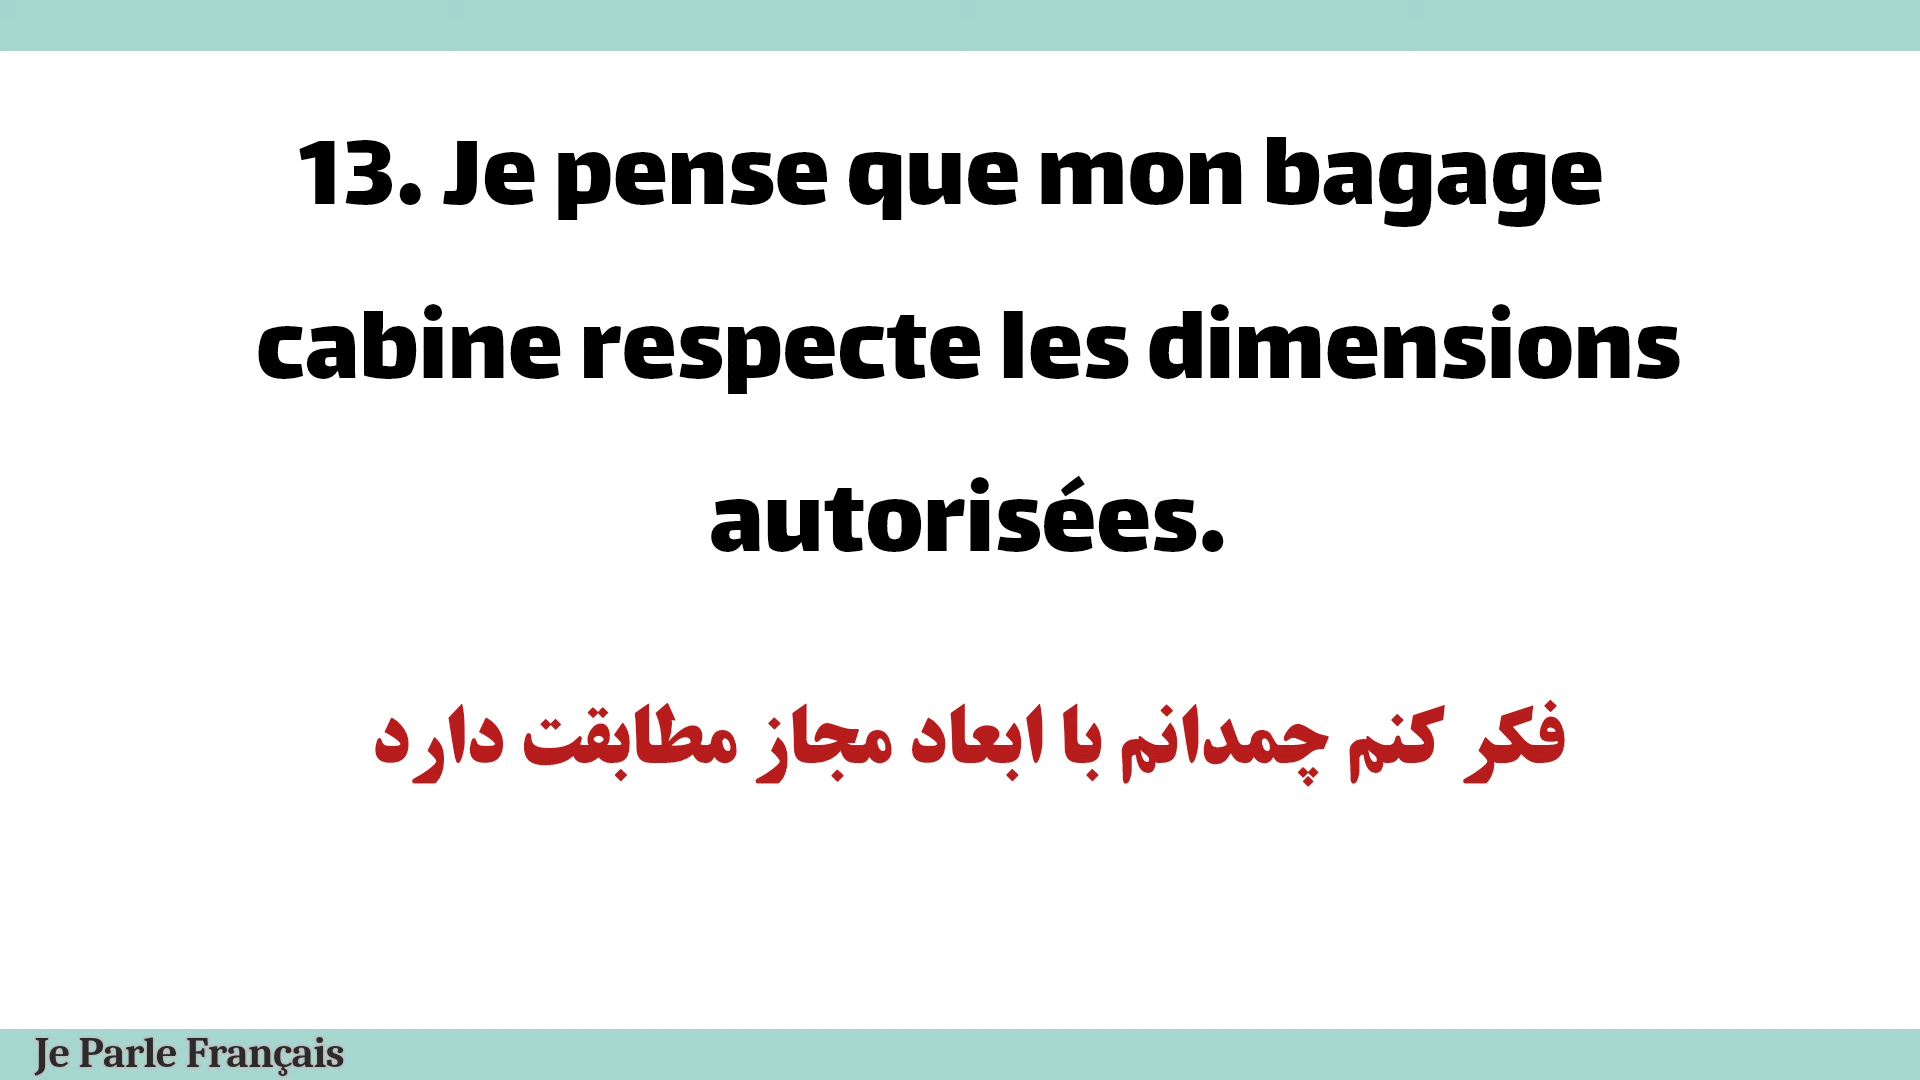 13. Je pense que mon bagage
cabine respecte les dimensions
autorisées.
فکر کنم چمدانم با ابعاد مجاز مطابقت دارد
Je Parle Français